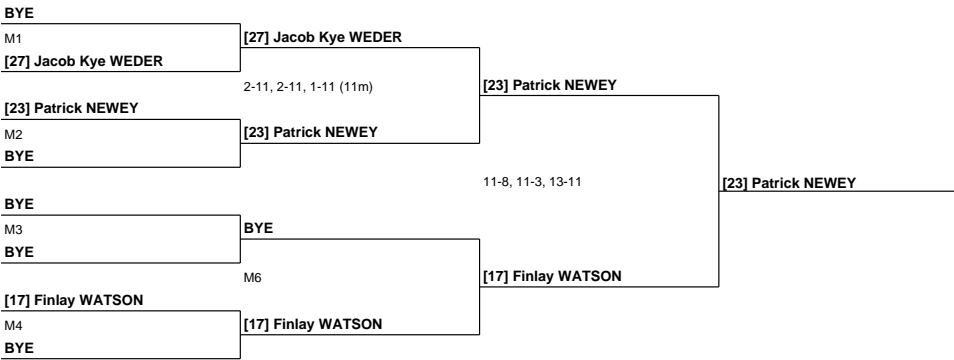 BYE
M1
[27] Jacob Kye WEDER
[27] Jacob Kye WEDER
2-11, 2-11, 1-11 (11m)
[23] Patrick NEWEY
[23] Patrick NEWEY
M2
[23] Patrick NEWEY
BYE
11-8, 11-3, 13-11
[23] Patrick NEWEY
BYE
M3
BYE
BYE
M6
[17] Finlay WATSON
[17] Finlay WATSON
M4
[17] Finlay WATSON
BYE